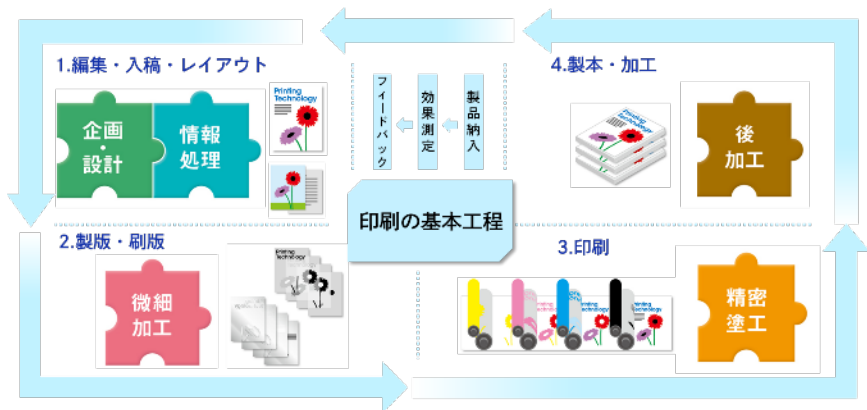 1.編集・入稿・レイアウト
企画
・
設計
情報
処理
Printing
Technology
フィードバック
効果測定
製品納入
4.製本・加工
Printing
Technology
後
加工
印刷の基本工程
2.製版・刷版
微細
加工
Printing
Technology
3.印刷
Printing
Technology
Printing
Technology
精密
塗工